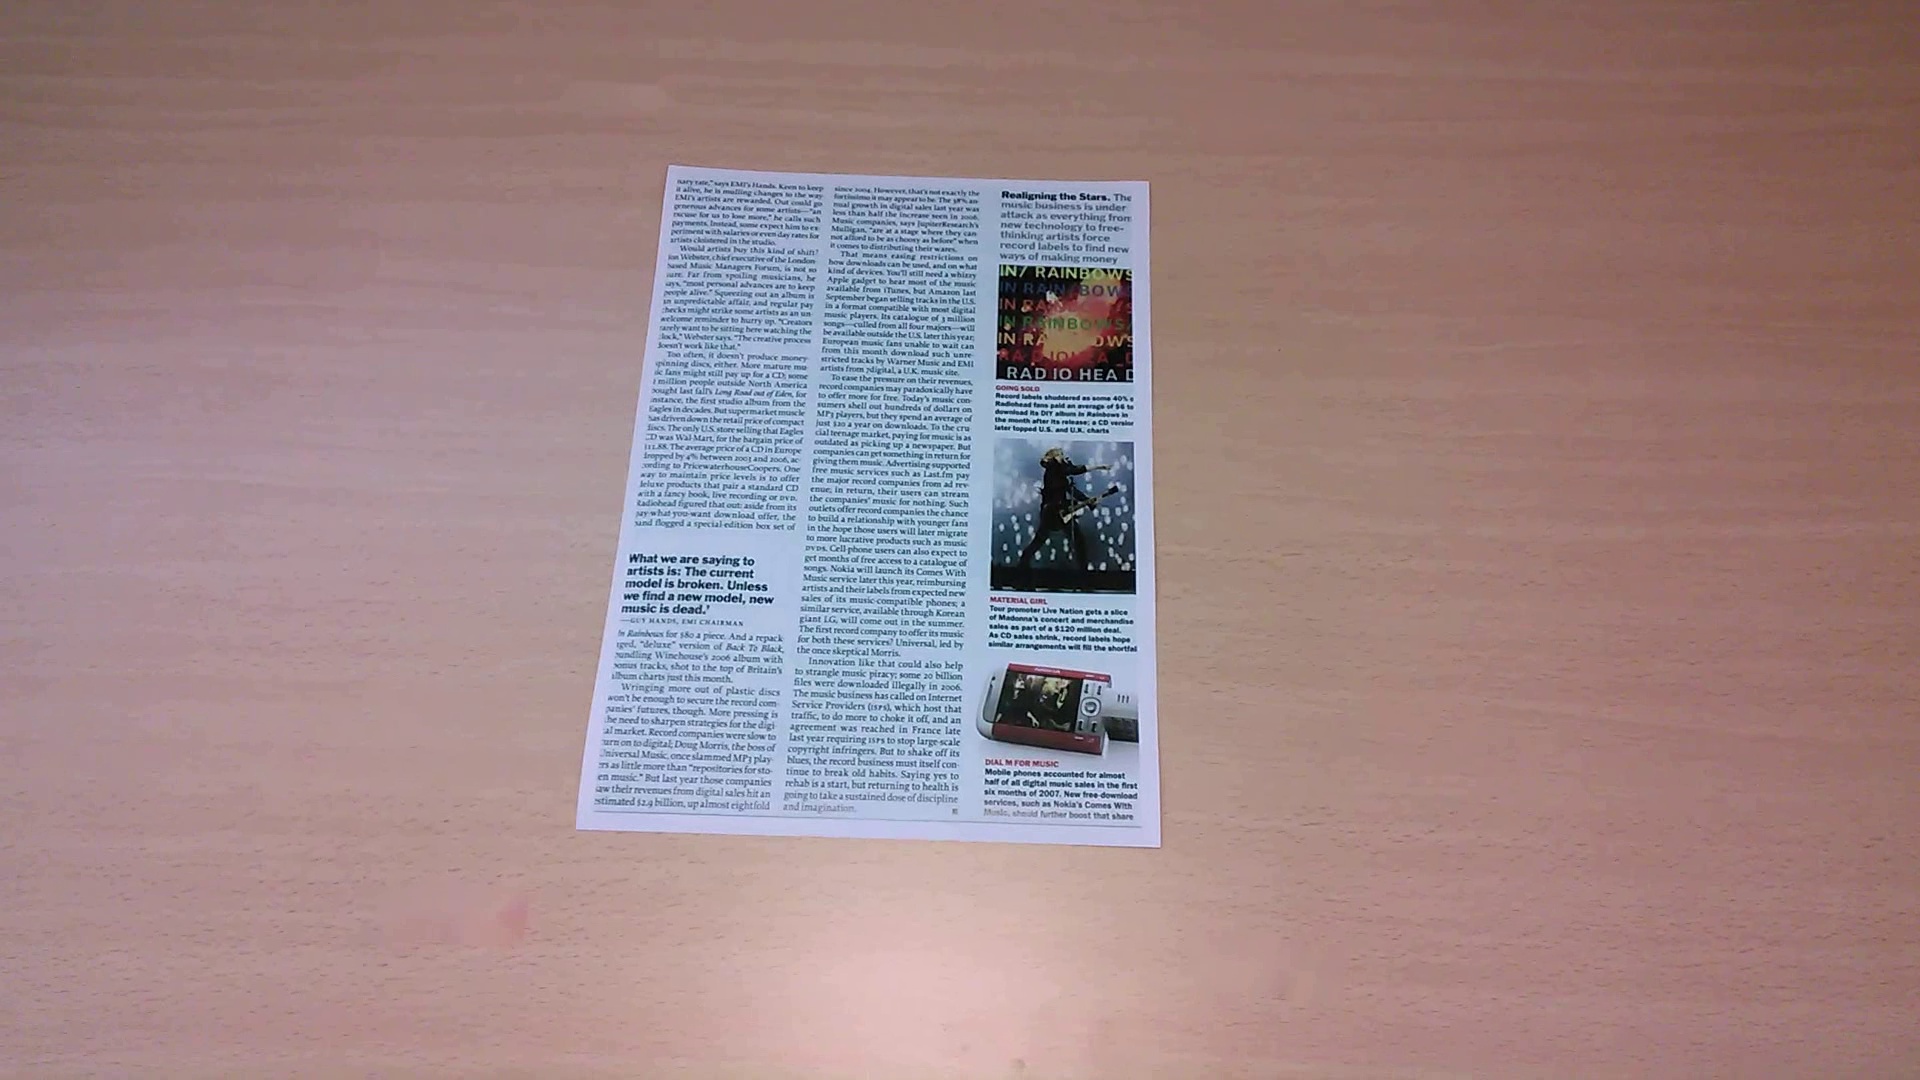 nary rate," says EMI's Hands. Keen to keep
it alive, he is mulling changes to the way
EMI's artists are rewarded. Out could go
generous advances for some artists—"an
excuse for us to lose more," he calls such
payments. Instead, some expect him to ex-
periment with salaries or even day rates for
artists cloistered in the studio.
Would artists buy this kind of shift?
Jon Webster, chief executive of the London-
based Music Managers Forum, is not so
sure. Far from spoiling musicians, he
says, "most personal advances are to keep
people alive." Squeezing out an album is
an unpredictable affair, and regular pay
checks might strike some artists as an un-
welcome reminder to hurry up. "Creators
rarely want to be sitting here watching the
clock," Webster says. "The creative process
doesn't work like that."
Too often, it doesn't produce money-
spinning discs, either. More mature mu-
sic fans might still pay up for a CD; some
1 million people outside North America
bought last fall's Long Road out of Eden, for
instance, the first studio album from the
Eagles in decades. But supermarket muscle
has driven down the retail price of compact
discs. The only U.S. store selling that Eagles
CD was Wal-Mart, for the bargain price of
$11.88. The average price of a CD in Europe
dropped by 4% between 2003 and 2006, ac-
cording to PricewaterhouseCoopers. One
way to maintain price levels is to offer
deluxe products that pair a standard CD
with a fancy book, live recording or DVD.
Radiohead figured that out: aside from its
pay-what-you-want download offer, the
band flogged a special-edition box set of
What we are saying to
artists is: The current
model is broken. Unless
we find a new model, new
music is dead.'
—GUY HANDS, EMI CHAIRMAN
In Rainbows for $80 a piece. And a repack-
aged, "deluxe" version of Back To Black,
bundling Winehouse's 2006 album with
bonus tracks, shot to the top of Britain's
album charts just this month.
Wringing more out of plastic discs
won't be enough to secure the record com-
panies' futures, though. More pressing is
the need to sharpen strategies for the digi-
tal market. Record companies were slow to
turn on to digital; Doug Morris, the boss of
Universal Music, once slammed MP3 play-
ers as little more than "repositories for sto-
len music." But last year those companies
saw their revenues from digital sales hit an
estimated $2.9 billion, up almost eightfold
since 2004. However, that's not exactly the
fortissimo it may appear to be. The 38% an-
nual growth in digital sales last year was
less than half the increase seen in 2006.
Music companies, says JupiterResearch's
Mulligan, "are at a stage where they can-
not afford to be as choosy as before" when
it comes to distributing their wares.
That means easing restrictions on
how downloads can be used, and on what
kind of devices. You'll still need a whizzy
Apple gadget to hear most of the music
available from iTunes, but Amazon last
September began selling tracks in the U.S.
in a format compatible with most digital
music players. Its catalogue of 3 million
songs—culled from all four majors—will
be available outside the U.S. later this year;
European music fans unable to wait can
from this month download such unre-
stricted tracks by Warner Music and EMI
artists from 7digital, a U.K. music site.
To ease the pressure on their revenues,
record companies may paradoxically have
to offer more for free. Today's music con-
sumers shell out hundreds of dollars on
MP3 players, but they spend an average of
just $20 a year on downloads. To the cru-
cial teenage market, paying for music is as
outdated as picking up a newspaper. But
companies can get something in return for
giving them music. Advertising-supported
free music services such as Last.fm pay
the major record companies from ad rev-
enue; in return, their users can stream
the companies' music for nothing. Such
outlets offer record companies the chance
to build a relationship with younger fans
in the hope those users will later migrate
to more lucrative products such as music
DVDs. Cell-phone users can also expect to
get months of free access to a catalogue of
songs. Nokia will launch its Comes With
Music service later this year, reimbursing
artists and their labels from expected new
sales of its music-compatible phones; a
similar service, available through Korean
giant LG, will come out in the summer.
The first record company to offer its music
for both these services? Universal, led by
the once skeptical Morris.
Innovation like that could also help
to strangle music piracy; some 20 billion
files were downloaded illegally in 2006.
The music business has called on Internet
Service Providers (ISPs), which host that
traffic, to do more to choke it off, and an
agreement was reached in France late
last year requiring ISPs to stop large-scale
copyright infringers. But to shake off its
blues, the record business must itself con-
tinue to break old habits. Saying yes to
rehab is a start, but returning to health is
going to take a sustained dose of discipline
and imagination.
Realigning the Stars. The
music business is under
attack as everything from
new technology to free-
thinking artists force
record labels to find new
ways of making money
IN/ RAINBOWS
IN RAIN/BOW
IN RA
IN RAINBOWS/
IN RA OWS
RAD IO HEA D
GOING SOLO
Record labels shuddered as some 40% o
Radiohead fans paid an average of $6 to
download its DIY album In Rainbows in
the month after its release; a CD version
later topped U.S. and U.K. charts
MATERIAL GIRL
Tour promoter Live Nation gets a slice
of Madonna's concert and merchandise
sales as part of a $120 million deal.
As CD sales shrink, record labels hope
similar arrangements will fill the shortfal
DIAL M FOR MUSIC
Mobile phones accounted for almost
half of all digital music sales in the first
six months of 2007. New free-download
services, such as Nokia's Comes With
Music, should further boost that share